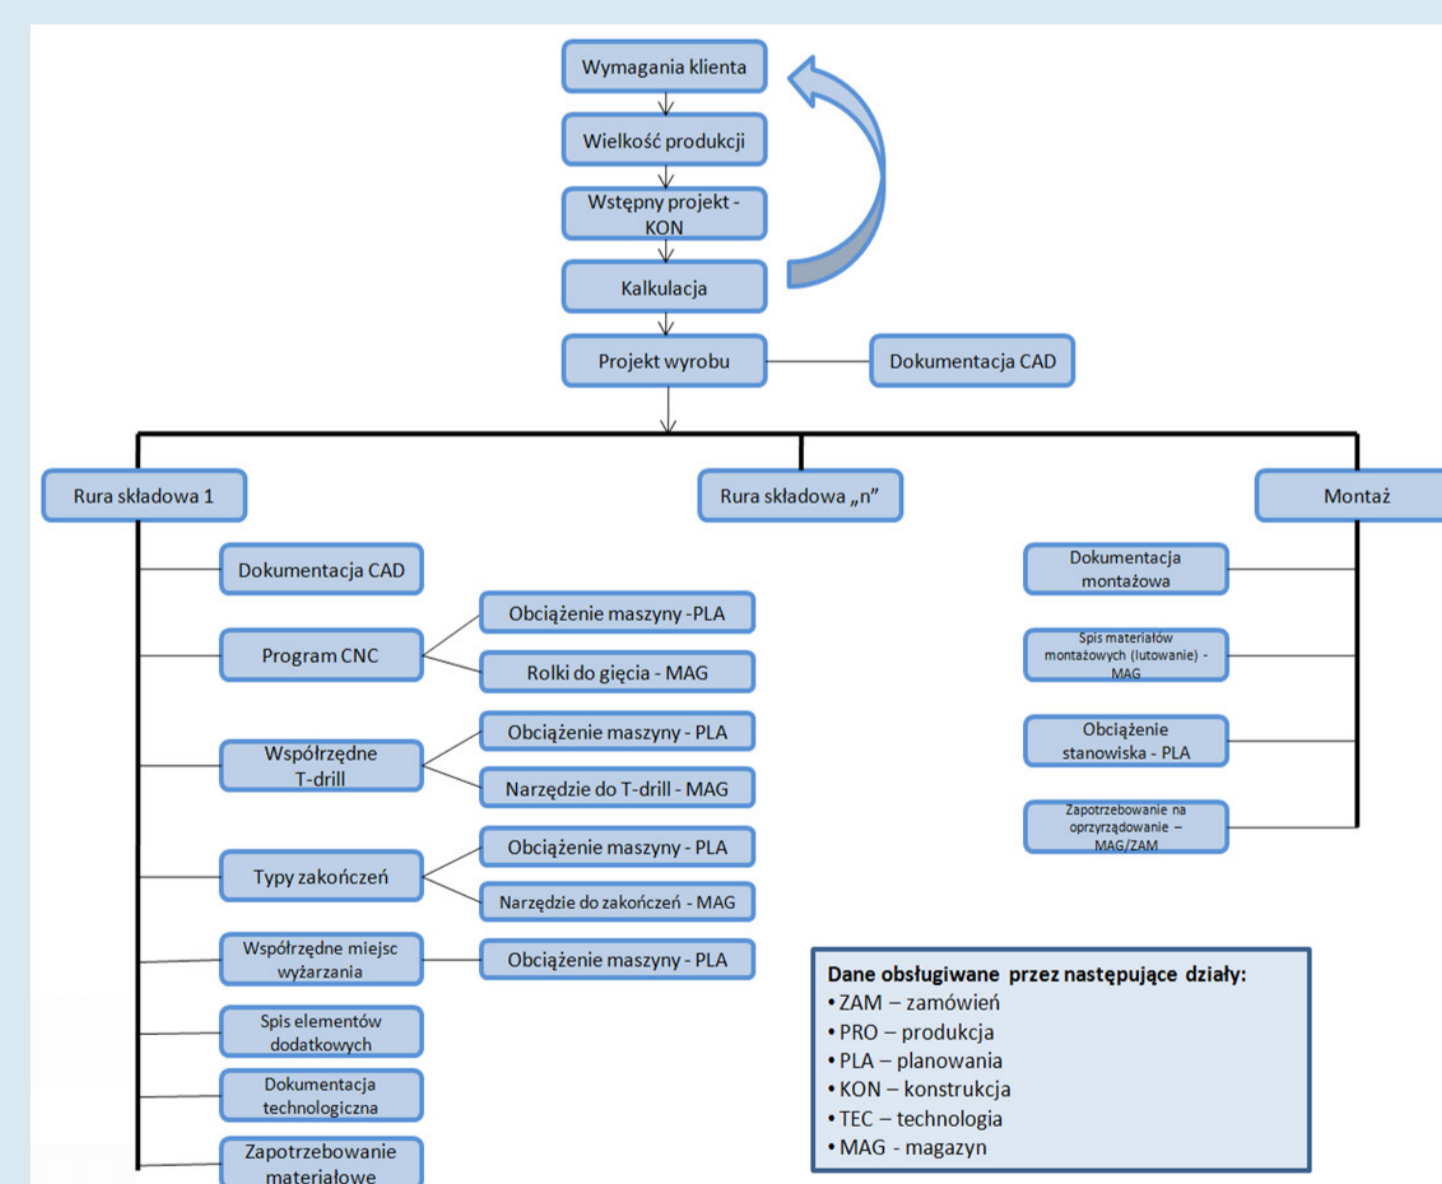 Wymagania klienta
Wielkość produkcji
Wstępny projekt -
KON
Kalkulacja
Projekt wyrobu
Dokumentacja CAD
Rura składowa 1
Rura składowa „n”
Montaż
Dokumentacja CAD
Program CNC
Obciążenie maszyny -PLA
Rolki do gięcia - MAG
Współrzędne
T-drill
Obciążenie maszyny - PLA
Narzędzie do T-drill - MAG
Typy zakończeń
Obciążenie maszyny - PLA
Narzędzie do zakończeń - MAG
Współrzędne miejsc
wyżarzania
Obciążenie maszyny - PLA
Spis elementów
dodatkowych
Dokumentacja
technologiczna
Zapotrzebowanie
materiałowe
Dokumentacja
montażowa
Spis materiałów
montażowych (lutowanie) -
MAG
Obciążenie
stanowiska - PLA
Zapotrzebowanie na
oprzyrządowanie –
MAG/ZAM
Dane obsługiwane przez następujące działy:
• ZAM – zamówień
• PRO – produkcja
• PLA – planowania
• KON – konstrukcja
• TEC – technologia
• MAG - magazyn